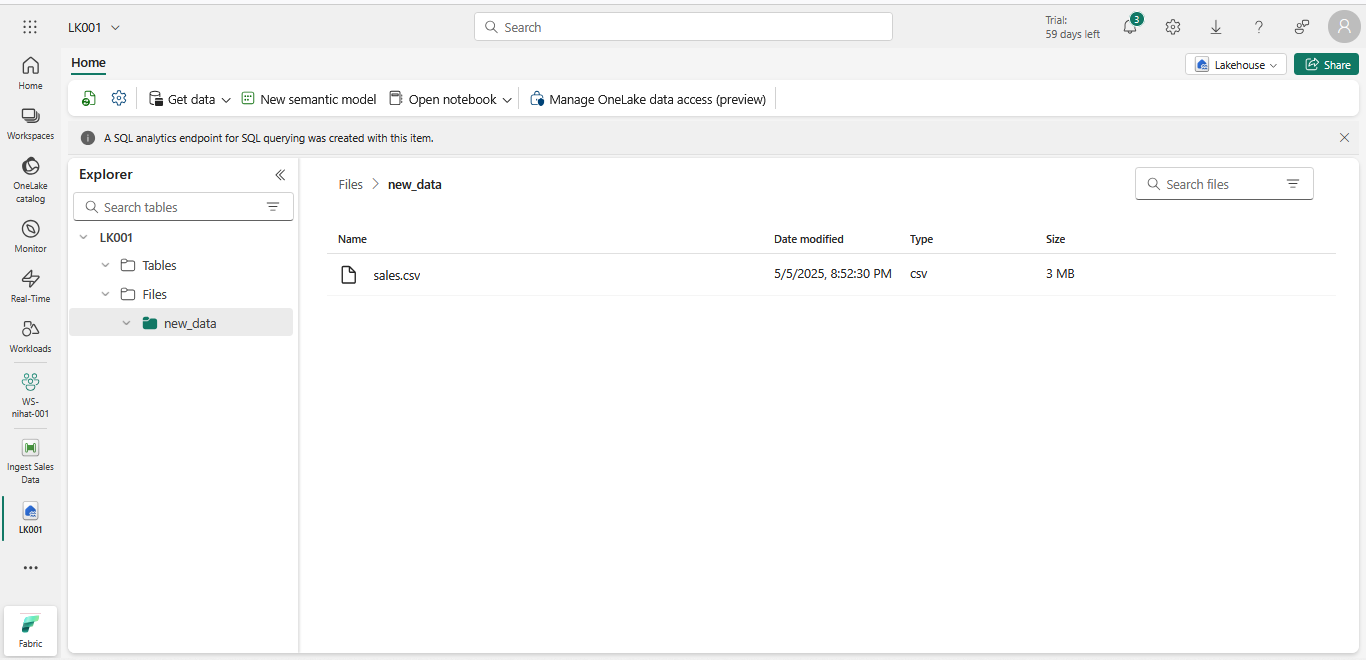 LK001
Search
Trial:
59 days left
3
Home
Workspaces
OneLake
catalog
Monitor
Real-Time
Workloads
WS-
nihat-001
Ingest Sales
Data
LK001
Fabric
Home
Lakehouse
Share
Get data
New semantic model
Open notebook
Manage OneLake data access (preview)
A SQL analytics endpoint for SQL querying was created with this item.
Explorer
Search tables
LK001
Tables
Files
new_data
Files > new_data
Search files
Name Date modified Type Size
sales.csv 5/5/2025, 8:52:30 PM csv 3 MB